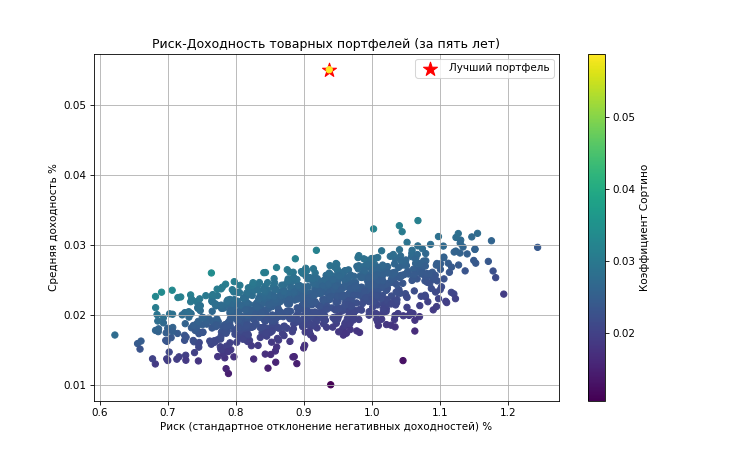 Риск-Доходность товарных портфелей (за пять лет)
Лучший портфель
Средняя доходность %
0.05
0.04
0.03
0.02
0.01
0.6 0.7 0.8 0.9 1.0 1.1 1.2
Риск (стандартное отклонение негативных доходностей) %
0.05
0.04
0.03
0.02
Коэффициент Сортино